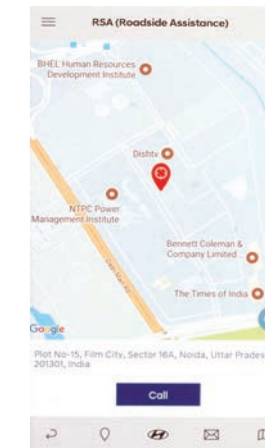 RSA (Roadside Assistance)
BHEL Human Resources
Development Institute
Dishtv
NTPC Power
Management Institute
Bennett Coleman &
Company Limited ..
The Times of India
Google
Plot No-15, Film City, Sector 16A, Noida, Uttar Prades
201301, India
Call